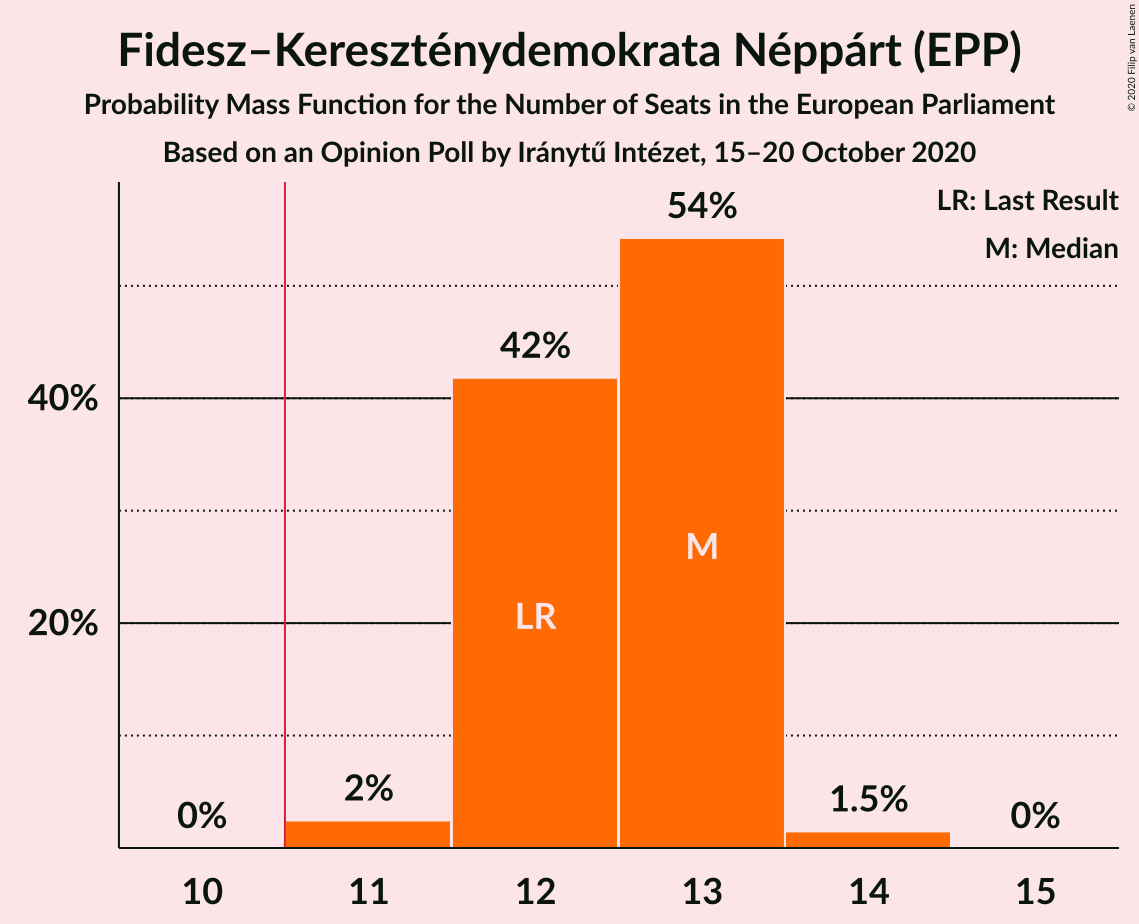 Fidesz–Kereszténydemokrata Néppárt (EPP)
Probability Mass Function for the Number of Seats in the European Parliament
Based on an Opinion Poll by Iránytű Intézet, 15–20 October 2020
© 2020 Filip van Laenen
LR: Last Result
M: Median
54%
42%
40%
M
LR
20%
2%
1.5%
0%
0%
10 11 12 13 14 15